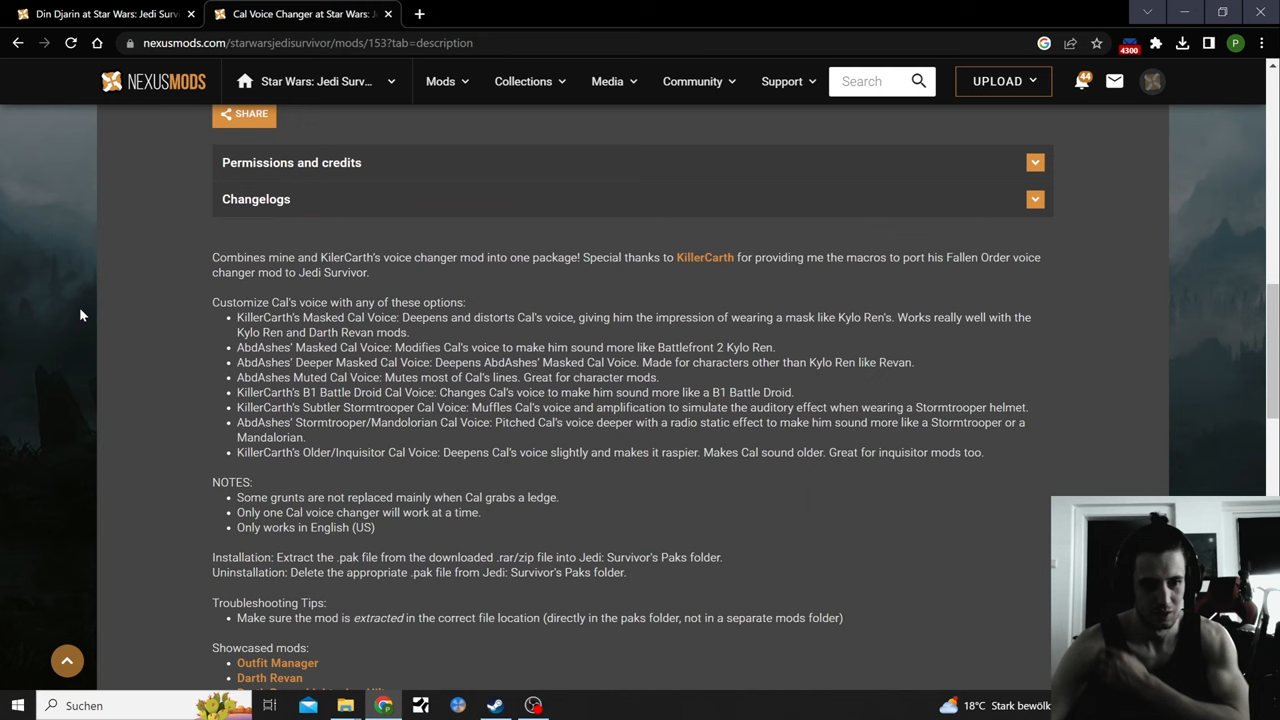 Din Djarin at Star Wars: Jedi Survi
Cal Voice Changer at Star Wars: J
nexusmods.com/starwarsjedisurvivor/mods/153?tab=description
4300
P
NEXUSMODS
Star Wars: Jedi Surv...
Mods
Collections
Media
Community
Support
Search
UPLOAD
44
SHARE
Permissions and credits
Changelogs
Combines mine and KilerCarth's voice changer mod into one package! Special thanks to KillerCarth for providing me the macros to port his Fallen Order voice
changer mod to Jedi Survivor.
Customize Cal's voice with any of these options:
• KillerCarth's Masked Cal Voice: Deepens and distorts Cal's voice, giving him the impression of wearing a mask like Kylo Ren's. Works really well with the
Kylo Ren and Darth Revan mods.
• AbdAshes' Masked Cal Voice: Modifies Cal's voice to make him sound more like Battlefront 2 Kylo Ren.
• AbdAshes' Deeper Masked Cal Voice: Deepens AbdAshes' Masked Cal Voice. Made for characters other than Kylo Ren like Revan.
• AbdAshes Muted Cal Voice: Mutes most of Cal's lines. Great for character mods.
• KillerCarth's B1 Battle Droid Cal Voice: Changes Cal's voice to make him sound more like a B1 Battle Droid.
• KillerCarth's Subtler Stormtrooper Cal Voice: Muffles Cal's voice and amplification to simulate the auditory effect when wearing a Stormtrooper helmet.
• AbdAshes' Stormtrooper/Mandolorian Cal Voice: Pitched Cal's voice deeper with a radio static effect to make him sound more like a Stormtrooper or a
Mandalorian.
• KillerCarth's Older/Inquisitor Cal Voice: Deepens Cal's voice slightly and makes it raspier. Makes Cal sound older. Great for inquisitor mods too.
NOTES:
• Some grunts are not replaced mainly when Cal grabs a ledge.
• Only one Cal voice changer will work at a time.
• Only works in English (US)
Installation: Extract the .pak file from the downloaded .rar/zip file into Jedi: Survivor's Paks folder.
Uninstallation: Delete the appropriate .pak file from Jedi: Survivor's Paks folder.
Troubleshooting Tips:
• Make sure the mod is extracted in the correct file location (directly in the paks folder, not in a separate mods folder)
Showcased mods:
• Outfit Manager
• Darth Revan
Suchen
18°C Stark bewölk